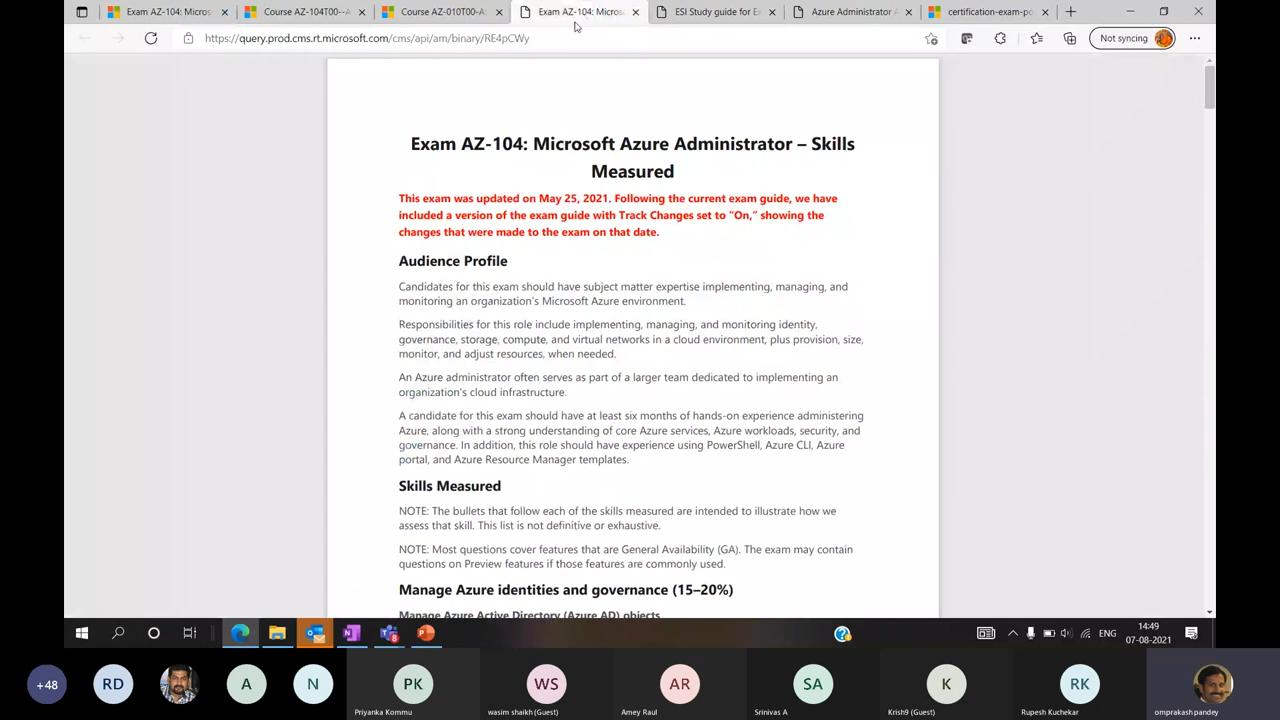 Exam AZ-104: Microso
Course AZ-104T00--A
Course AZ-010T00-A
Exam AZ-104: Microso
ESI Study guide for E
Azure Administrator A
certification-exam-po
https://query.prod.cms.rt.microsoft.com/cms/api/am/binary/RE4pCWy
Not syncing
Exam AZ-104: Microsoft Azure Administrator – Skills
Measured
This exam was updated on May 25, 2021. Following the current exam guide, we have
included a version of the exam guide with Track Changes set to “On,” showing the
changes that were made to the exam on that date.
Audience Profile
Candidates for this exam should have subject matter expertise implementing, managing, and
monitoring an organization's Microsoft Azure environment.
Responsibilities for this role include implementing, managing, and monitoring identity,
governance, storage, compute, and virtual networks in a cloud environment, plus provision, size,
monitor, and adjust resources, when needed.
An Azure administrator often serves as part of a larger team dedicated to implementing an
organization's cloud infrastructure.
A candidate for this exam should have at least six months of hands-on experience administering
Azure, along with a strong understanding of core Azure services, Azure workloads, security, and
governance. In addition, this role should have experience using PowerShell, Azure CLI, Azure
portal, and Azure Resource Manager templates.
Skills Measured
NOTE: The bullets that follow each of the skills measured are intended to illustrate how we
assess that skill. This list is not definitive or exhaustive.
NOTE: Most questions cover features that are General Availability (GA). The exam may contain
questions on Preview features if those features are commonly used.
Manage Azure identities and governance (15–20%)
Manage Azure Active Directory (Azure AD) objects
ENG
14:49
07-08-2021
+48
RD
A
N
PK
WS
AR
SA
K
RK
Priyanka Kommu
wasim shaikh (Guest)
Amey Raul
Srinivas A
Krish9 (Guest)
Rupesh Kuchekar
omprakash pandey